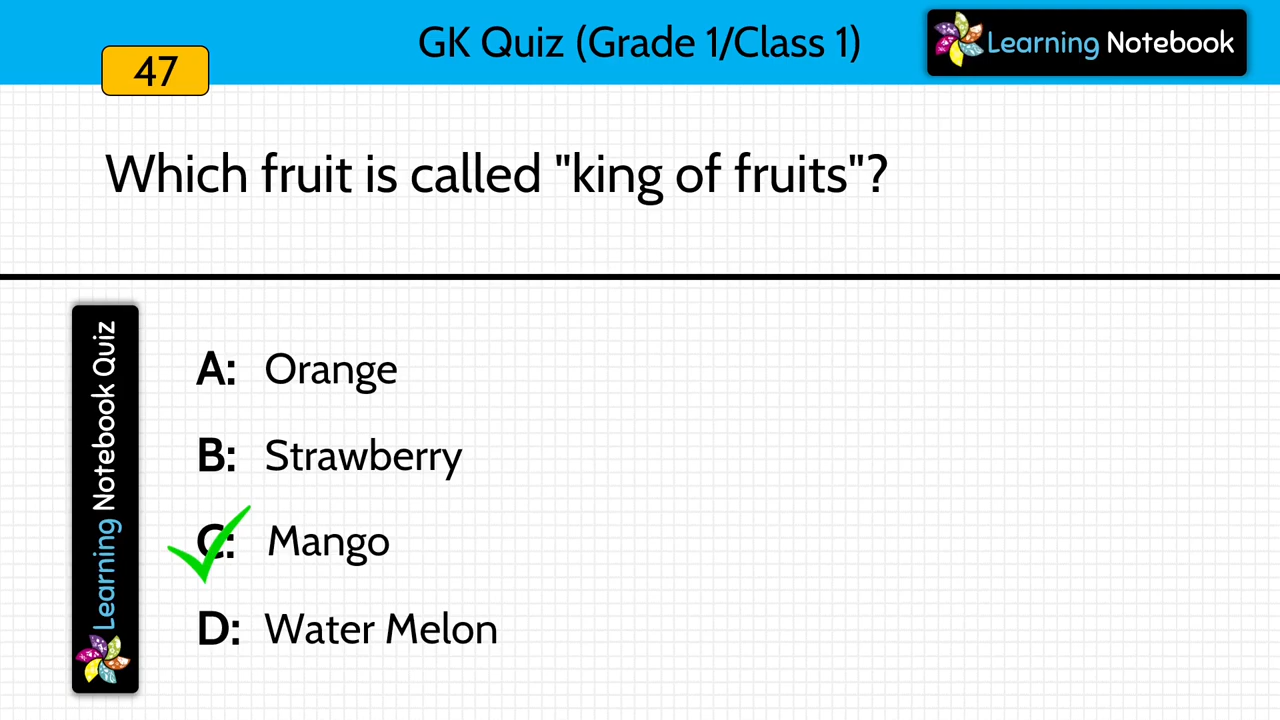 GK Quiz (Grade 1/Class 1)
Learning Notebook
47
Which fruit is called "king of fruits"?
Learning Notebook Quiz
A: Orange
B: Strawberry
C: Mango
D: Water Melon